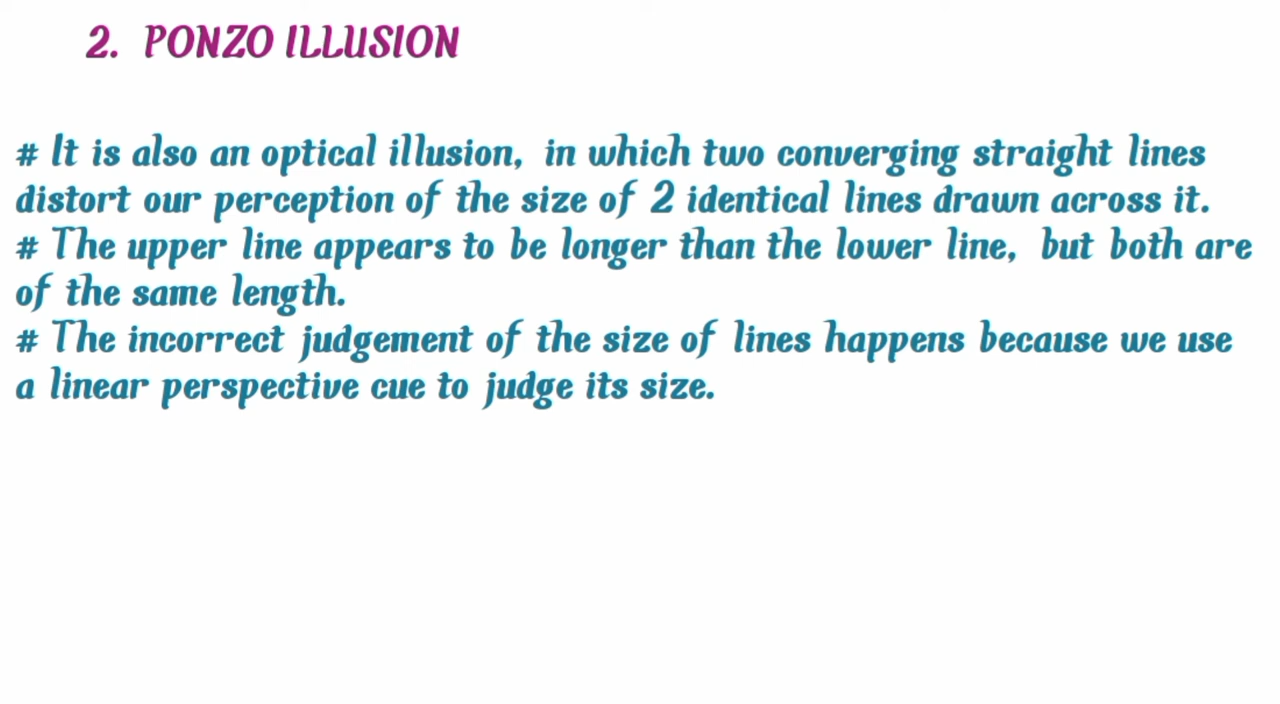 2. PONZO ILLUSION
# It is also an optical illusion, in which two converging straight lines
distort our perception of the size of 2 identical lines drawn across it.
# The upper line appears to be longer than the lower line, but both are
of the same length.
# The incorrect judgement of the size of lines happens because we use
a linear perspective cue to judge its size.